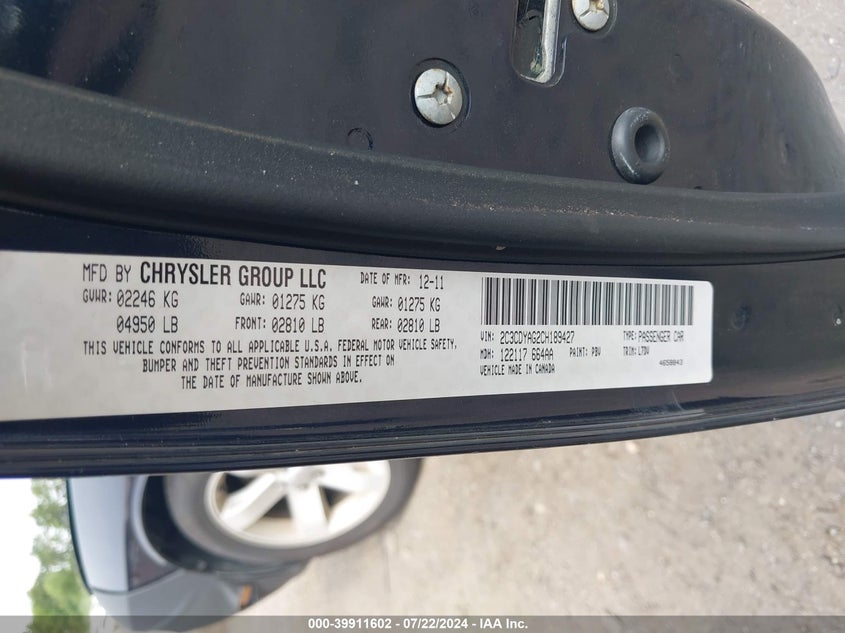 MFD BY CHRYSLER GROUP LLC DATE OF MFR: 12-11
GVWR: 02246 KG GAWR: 01275 KG GAWR: 01275 KG
04950 LB FRONT: 02810 LB REAR: 02810 LB
THIS VEHICLE CONFORMS TO ALL APPLICABLE U.S.A. FEDERAL MOTOR VEHICLE SAFETY,
BUMPER AND THEFT PREVENTION STANDARDS IN EFFECT ON
THE DATE OF MANUFACTURE SHOWN ABOVE.
VIN: 2C3CDYAG2CH189427 TYPE: PASSENGER CAR
MDH: 122117 664AA PAINT: PBV TRIM: LTDV
VEHICLE MADE IN CANADA
000-39911602 - 07/22/2024 - IAA Inc.